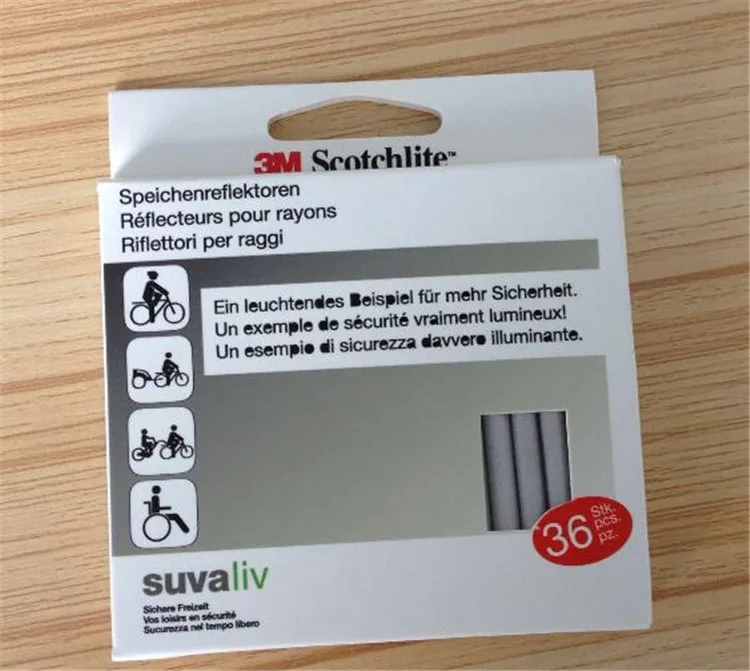 3M Scotchlite™
Speichenreflektoren
Réflecteurs pour rayons
Riflettori per raggi
Ein leuchtendes Beispiel für mehr Sicherheit.
Un exemple de sécurité vraiment lumineux!
Un esempio di sicurezza davvero illuminante.
36 Stk.
pcs.
pz.
suvaliv
Sichere Freizeit
Vos loisirs en sécurité
Sucurezza nel tempo libero